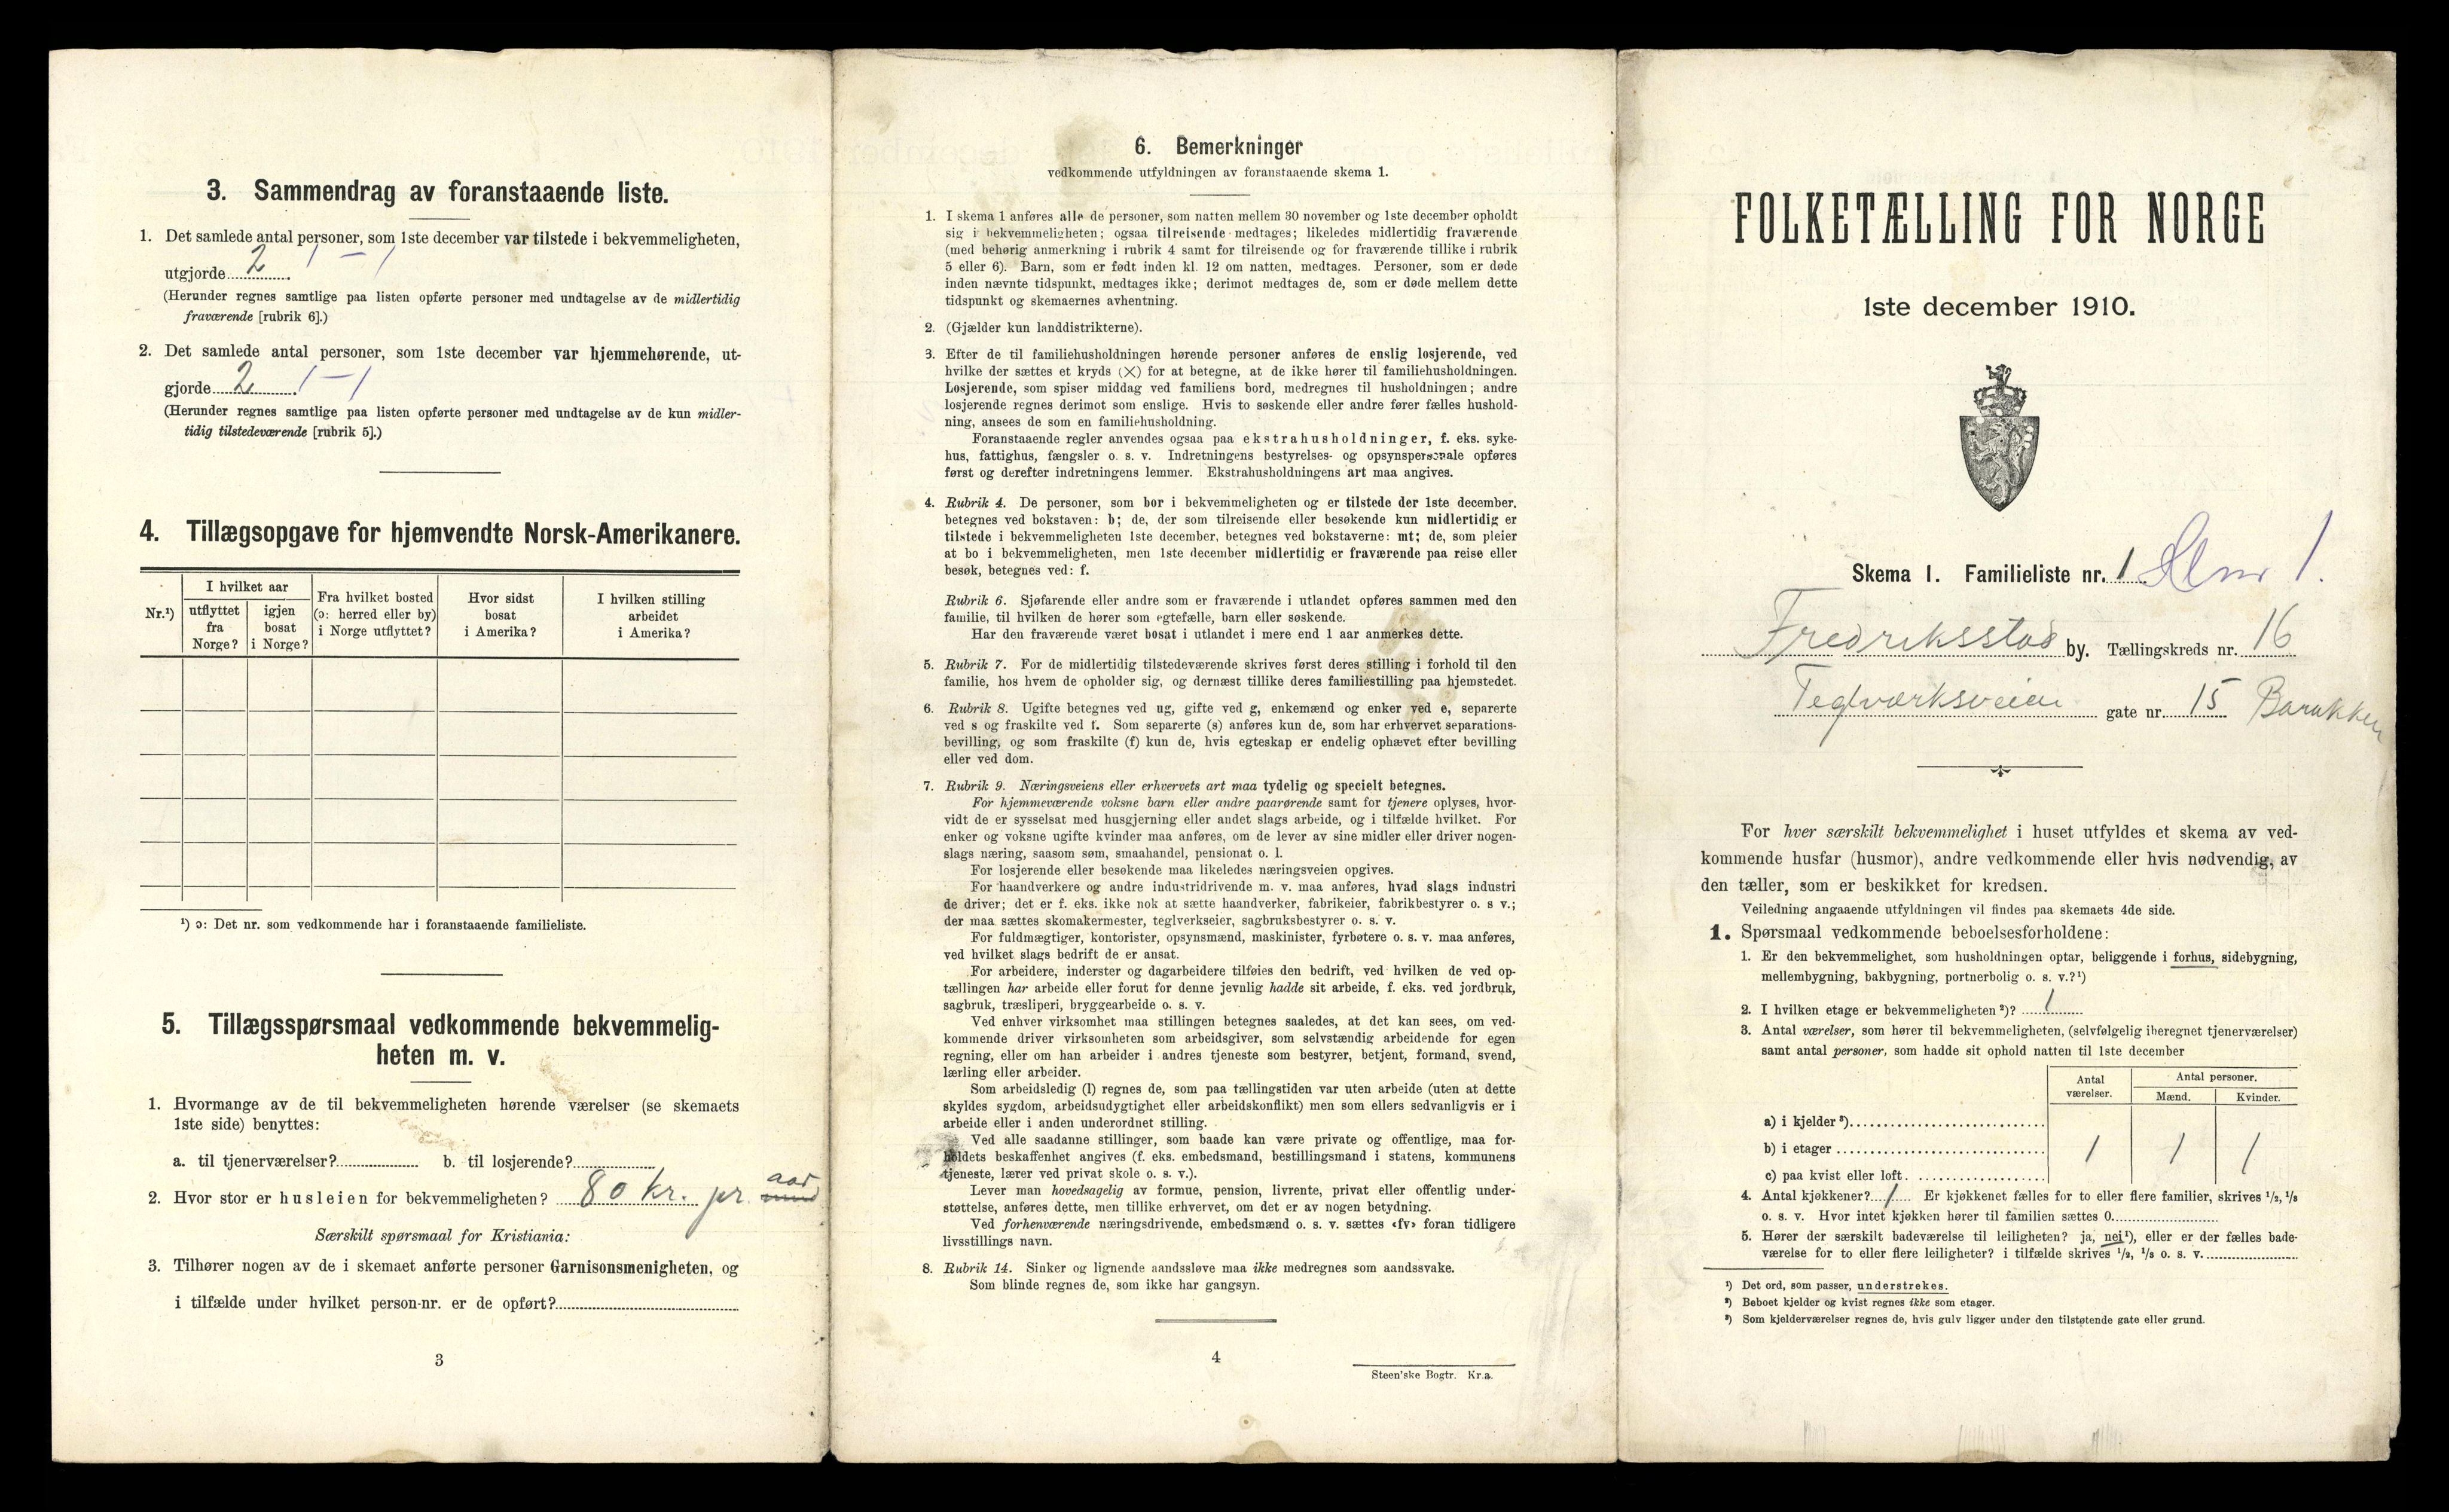 3. Sammendrag av foranstaaende liste.
1. Det samlede antal personer, som 1ste december var tilstede i bekvemmeligheten,
utgjorde 2 1 – 1
(Herunder regnes samtlige paa listen opførte personer med undtagelse av de midlertidig
fraværende [rubrik 6].)
2. Det samlede antal personer, som 1ste december var hjemmehørende, ut-
gjorde 2 1 – 1
(Herunder regnes samtlige paa listen opførte personer med undtagelse av de kun midler-
tidig tilstedeværende [rubrik 5].)
4. Tillægsopgave for hjemvendte Norsk-Amerikanere.
Nr.¹)
I hvilket aar
utflyttet
fra
Norge?
igjen
bosat
i Norge?
Fra hvilket bosted
(ɔ: herred eller by)
i Norge utflyttet?
Hvor sidst
bosat
i Amerika?
I hvilken stilling
arbeidet
i Amerika?
¹) ɔ: Det nr. som vedkommende har i foranstaaende familieliste.
5. Tillægsspørsmaal vedkommende bekvemmelig-
heten m. v.
1. Hvormange av de til bekvemmeligheten hørende værelser (se skemaets
1ste side) benyttes:
a. til tjenerværelser? b. til losjerende?
2. Hvor stor er husleien for bekvemmeligheten? 80 kr. pr. aar
Særskilt spørsmaal for Kristiania:
3. Tilhører nogen av de i skemaet anførte personer Garnisonsmenigheten, og
i tilfælde under hvilket person-nr. er de opført?
3
6. Bemerkninger
vedkommende utfyldningen av foranstaaende skema 1.
1. I skema 1 anføres alle de personer, som natten mellem 30 november og 1ste december opholdt
sig i bekvemmeligheten; ogsaa tilreisende medtages; likeledes midlertidig fraværende
(med behørig anmerkning i rubrik 4 samt for tilreisende og for fraværende tillike i rubrik
5 eller 6). Barn, som er født inden kl. 12 om natten, medtages. Personer, som er døde
inden nævnte tidspunkt, medtages ikke; derimot medtages de, som er døde mellem dette
tidspunkt og skemaernes avhentning.
2. (Gjælder kun landdistrikterne).
3. Efter de til familiehusholdningen hørende personer anføres de enslig losjerende, ved
hvilke der sættes et kryds (×) for at betegne, at de ikke hører til familiehusholdningen.
Losjerende, som spiser middag ved familiens bord, medregnes til husholdningen; andre
losjerende regnes derimot som enslige. Hvis to søskende eller andre fører fælles hushold-
ning, ansees de som en familiehusholdning.
Foranstaaende regler anvendes ogsaa paa ekstrahusholdninger, f. eks. syke-
hus, fattighus, fængsler o. s. v. Indretningens bestyrelses- og opsynspersonale opføres
først og derefter indretningens lemmer. Ekstrahusholdningens art maa angives.
4. Rubrik 4. De personer, som bor i bekvemmeligheten og er tilstede der 1ste december,
betegnes ved bokstaven: b; de, der som tilreisende eller besøkende kun midlertidig er
tilstede i bekvemmeligheten 1ste december, betegnes ved bokstaverne: mt; de, som pleier
at bo i bekvemmeligheten, men 1ste december midlertidig er fraværende paa reise eller
besøk, betegnes ved: f.
Rubrik 6. Sjøfarende eller andre som er fraværende i utlandet opføres sammen med den
familie, til hvilken de hører som egtefælle, barn eller søskende.
Har den fraværende været bosat i utlandet i mere end 1 aar anmerkes dette.
5. Rubrik 7. For de midlertidig tilstedeværende skrives først deres stilling i forhold til den
familie, hos hvem de opholder sig, og dernæst tillike deres familiestilling paa hjemstedet.
6. Rubrik 8. Ugifte betegnes ved ug, gifte ved g, enkemænd og enker ved e, separerte
ved s og fraskilte ved f. Som separerte (s) anføres kun de, som har erhvervet separations-
bevilling, og som fraskilte (f) kun de, hvis egteskap er endelig ophævet efter bevilling
eller ved dom.
7. Rubrik 9. Næringsveiens eller erhvervets art maa tydelig og specielt betegnes.
For hjemmeværende voksne barn eller andre paarørende samt for tjenere oplyses, hvor-
vidt de er sysselsat med husgjerning eller andet slags arbeide, og i tilfælde hvilket. For
enker og voksne ugifte kvinder maa anføres, om de lever av sine midler eller driver nogen-
slags næring, saasom søm, smaahandel, pensionat o. l.
For losjerende eller besøkende maa likeledes næringsveien opgives.
For haandverkere og andre industridrivende m. v. maa anføres, hvad slags industri
de driver; det er f. eks. ikke nok at sætte haandverker, fabrikeier, fabrikbestyrer o. s v.;
der maa sættes skomakermester, teglverkseier, sagbruksbestyrer o. s. v.
For fuldmægtiger, kontorister, opsynsmænd, maskinister, fyrbøtere o. s. v. maa anføres,
ved hvilket slags bedrift de er ansat.
For arbeidere, inderster og dagarbeidere tilføies den bedrift, ved hvilken de ved op-
tællingen har arbeide eller forut for denne jevnlig hadde sit arbeide, f. eks. ved jordbruk,
sagbruk, træsliperi, bryggearbeide o. s. v.
Ved enhver virksomhet maa stillingen betegnes saaledes, at det kan sees, om ved-
kommende driver virksomheten som arbeidsgiver, som selvstændig arbeidende for egen
regning, eller om han arbeider i andres tjeneste som bestyrer, betjent, formand, svend,
lærling eller arbeider.
Som arbeidsledig (l) regnes de, som paa tællingstiden var uten arbeide (uten at dette
skyldes sygdom, arbeidsudygtighet eller arbeidskonflikt) men som ellers sedvanligvis er i
arbeide eller i anden underordnet stilling.
Ved alle saadanne stillinger, som baade kan være private og offentlige, maa for-
holdets beskaffenhet angives (f. eks. embedsmand, bestillingsmand i statens, kommunens
tjeneste, lærer ved privat skole o. s. v.).
Lever man hovedsagelig av formue, pension, livrente, privat eller offentlig under-
støttelse, anføres dette, men tillike erhvervet, om det er av nogen betydning.
Ved forhenværende næringsdrivende, embedsmænd o. s. v. sættes «fv» foran tidligere
livsstillings navn.
8. Rubrik 14. Sinker og lignende aandssløve maa ikke medregnes som aandssvake.
Som blinde regnes de, som ikke har gangsyn.
4
Steen'ske Bogtr. Kr.a.
FOLKETÆLLING FOR NORGE
1ste december 1910.
Skema 1. Familieliste nr. 1 1.
Fredriksstad by. Tællingskreds nr. 16
Teglværksveien gate nr. 15 Barakken
For hver særskilt bekvemmelighet i huset utfyldes et skema av ved-
kommende husfar (husmor), andre vedkommende eller hvis nødvendig, av
den tæller, som er beskikket for kredsen.
Veiledning angaaende utfyldningen vil findes paa skemaets 4de side.
1. Spørsmaal vedkommende beboelsesforholdene:
1. Er den bekvemmelighet, som husholdningen optar, beliggende i forhus, sidebygning,
mellembygning, bakbygning, portnerbolig o. s. v.?¹)
2. I hvilken etage er bekvemmeligheten²)? 1
3. Antal værelser, som hører til bekvemmeligheten, (selvfølgelig iberegnet tjenerværelser)
samt antal personer, som hadde sit ophold natten til 1ste december
Antal
værelser.
Antal personer.
Mænd. Kvinder.
a) i kjelder³)
b) i etager 1 1 1
c) paa kvist eller loft.
4. Antal kjøkkener? 1 Er kjøkkenet fælles for to eller flere familier, skrives ¹/₂, ¹/₃
o. s. v. Hvor intet kjøkken hører til familien sættes 0.
5. Hører der særskilt badeværelse til leiligheten? ja, nei¹), eller er der fælles bade-
værelse for to eller flere leiligheter? i tilfælde skrives ¹/₂, ¹/₃ o. s. v.
¹) Det ord, som passer, understrekes.
²) Beboet kjelder og kvist regnes ikke som etager.
³) Som kjelderværelser regnes de, hvis gulv ligger under den tilstøtende gate eller grund.